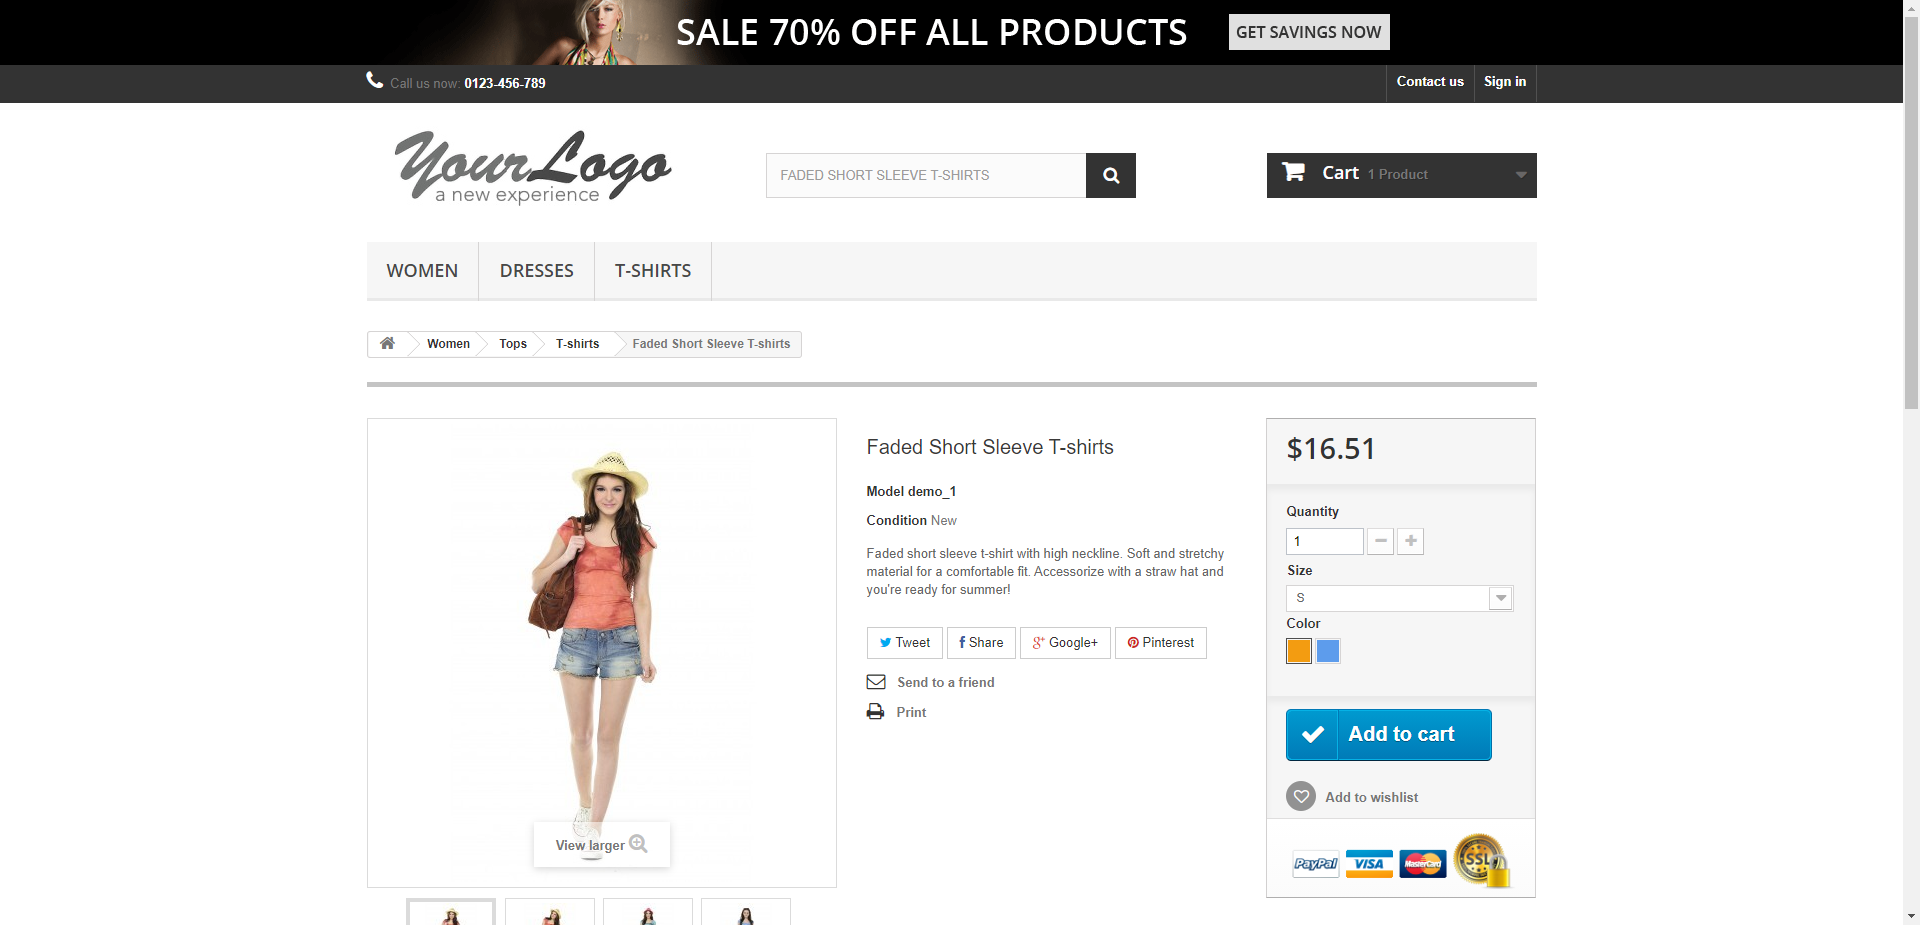 SALE 70% OFF ALL PRODUCTS
GET SAVINGS NOW
Call us now: 0123-456-789
Contact us
Sign in
YourLogo
a new experience
FADED SHORT SLEEVE T-SHIRTS
Cart 1 Product
WOMEN
DRESSES
T-SHIRTS
Women
Tops
T-shirts
Faded Short Sleeve T-shirts
View larger
Faded Short Sleeve T-shirts
Model demo_1
Condition New
Faded short sleeve t-shirt with high neckline. Soft and stretchy
material for a comfortable fit. Accessorize with a straw hat and
you're ready for summer!
Tweet
Share
Google+
Pinterest
Send to a friend
Print
$16.51
Quantity
1
Size
S
Color
Add to cart
Add to wishlist
PayPal
VISA
MasterCard
SSL